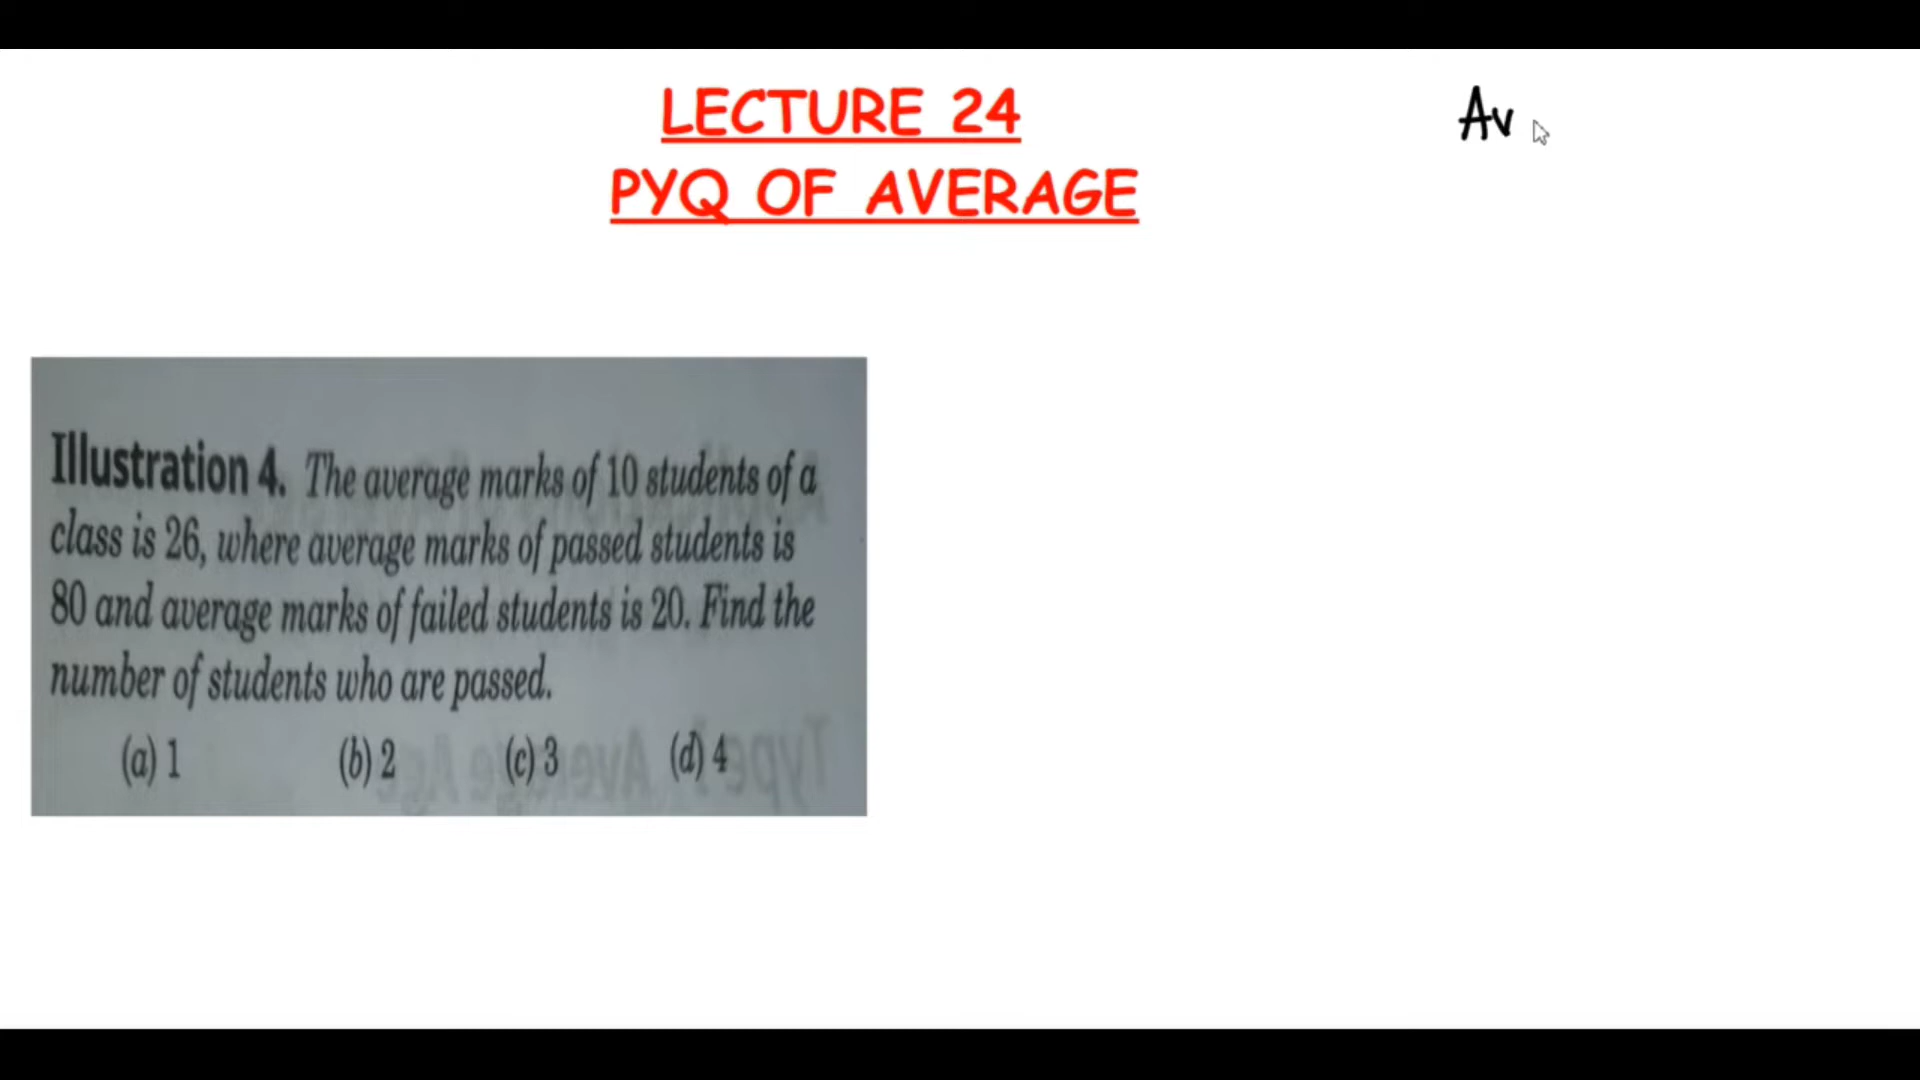 LECTURE 24
Av
PYQ OF AVERAGE
Illustration 4. The average marks of 10 students of a
class is 26, where average marks of passed students is
80 and average marks of failed students is 20. Find the
number of students who are passed.
(a) 1 (b) 2 (c) 3 (d) 4